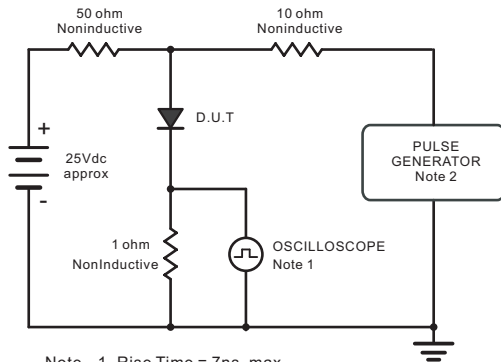 50 ohm
Noninductive
10 ohm
Noninductive
D.U.T
+
25Vdc
approx
-
PULSE
GENERATOR
Note 2
1 ohm
NonInductive
OSCILLOSCOPE
Note 1